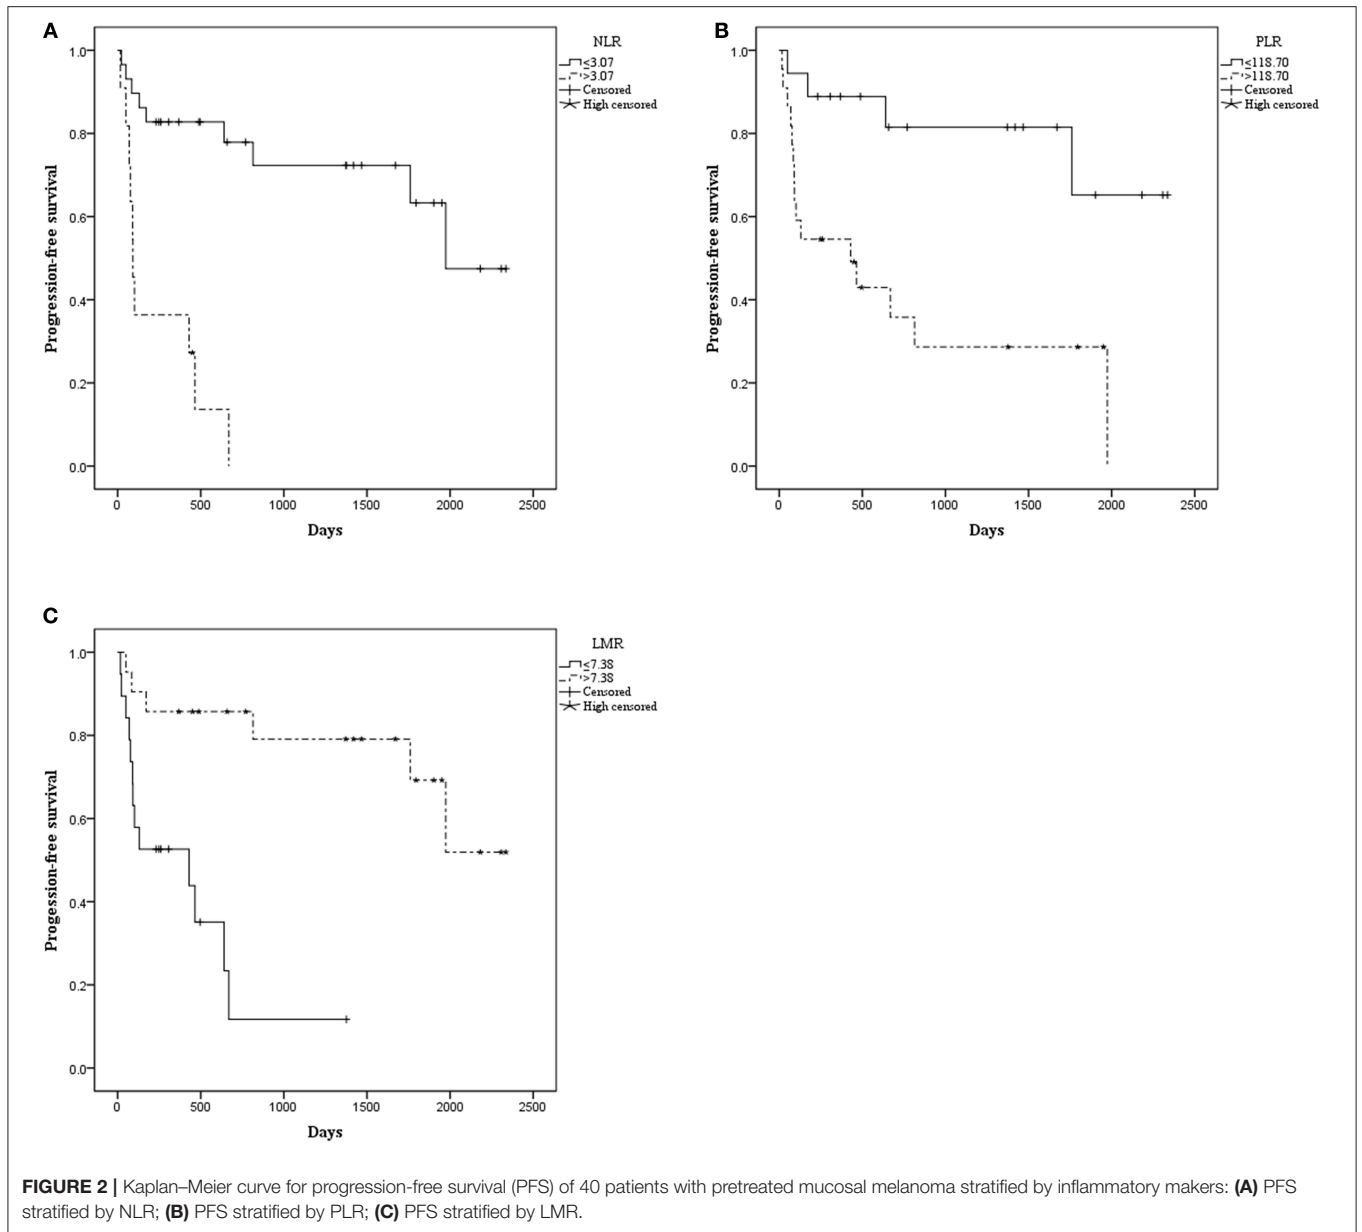 A
NLR
≤3.07
>3.07
Censored
High censored
1.0
0.8
0.6
0.4
0.2
0.0
Progression-free survival
0 500 1000 1500 2000 2500
Days
B
PLR
≤118.70
>118.70
Censored
High censored
1.0
0.8
0.6
0.4
0.2
0.0
Progression-free survival
0 500 1000 1500 2000 2500
Days
C
LMR
≤7.38
>7.38
Censored
High censored
1.0
0.8
0.6
0.4
0.2
0.0
Progession-free survival
0 500 1000 1500 2000 2500
Days
FIGURE 2 | Kaplan–Meier curve for progression-free survival (PFS) of 40 patients with pretreated mucosal melanoma stratified by inflammatory makers: (A) PFS
stratified by NLR; (B) PFS stratified by PLR; (C) PFS stratified by LMR.